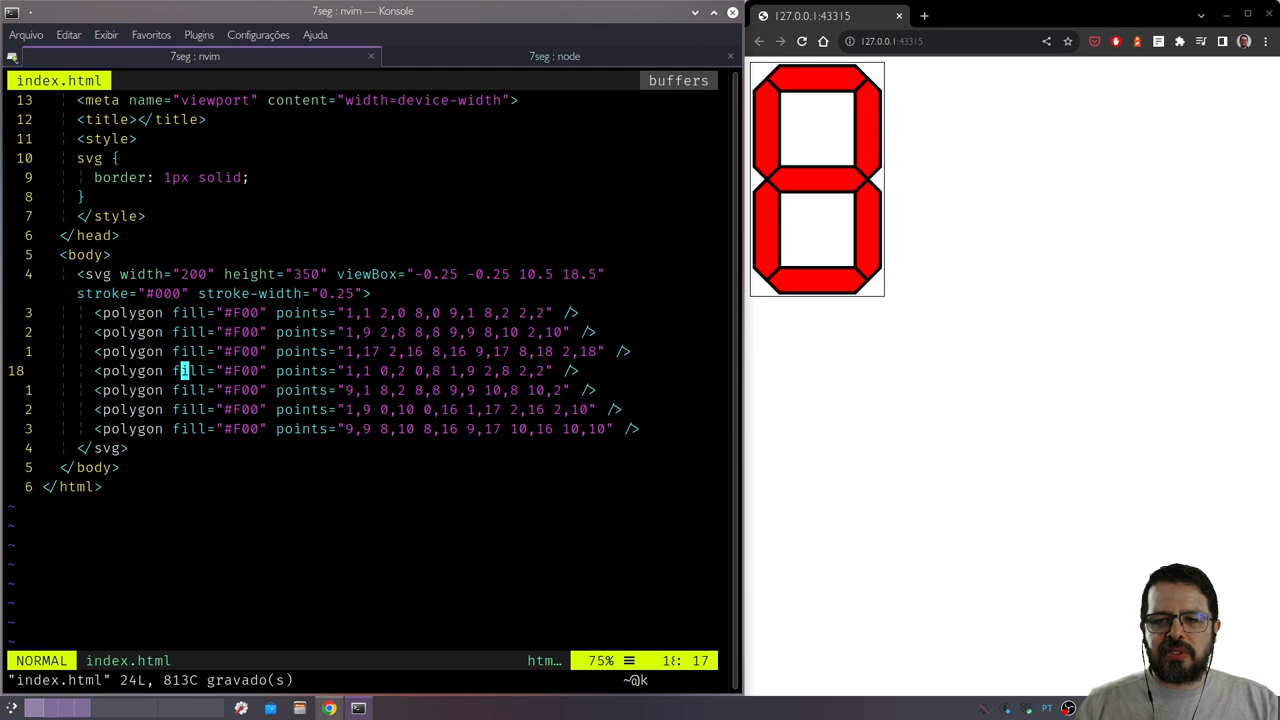 7seg : nvim — Konsole
Arquivo Editar Exibir Favoritos Plugins Configurações Ajuda
7seg : nvim
7seg : node
index.html
buffers
13 <meta name="viewport" content="width=device-width">
12 <title></title>
11 <style>
10 svg {
9 border: 1px solid;
8 }
7 </style>
6 </head>
5 <body>
4 <svg width="200" height="350" viewBox="-0.25 -0.25 10.5 18.5"
stroke="#000" stroke-width="0.25">
3 <polygon fill="#F00" points="1,1 2,0 8,0 9,1 8,2 2,2" />
2 <polygon fill="#F00" points="1,9 2,8 8,8 9,9 8,10 2,10" />
1 <polygon fill="#F00" points="1,17 2,16 8,16 9,17 8,18 2,18" />
18 <polygon fill="#F00" points="1,1 0,2 0,8 1,9 2,8 2,2" />
1 <polygon fill="#F00" points="9,1 8,2 8,8 9,9 10,8 10,2" />
2 <polygon fill="#F00" points="1,9 0,10 0,16 1,17 2,16 2,10" />
3 <polygon fill="#F00" points="9,9 8,10 8,16 9,17 10,16 10,10" />
4 </svg>
5 </body>
6 </html>
~
~
~
~
~
~
~
~
NORMAL index.html htm… 75% 18: 17
"index.html" 24L, 813C gravado(s) ~@k
127.0.0.1:43315
127.0.0.1:43315
PT